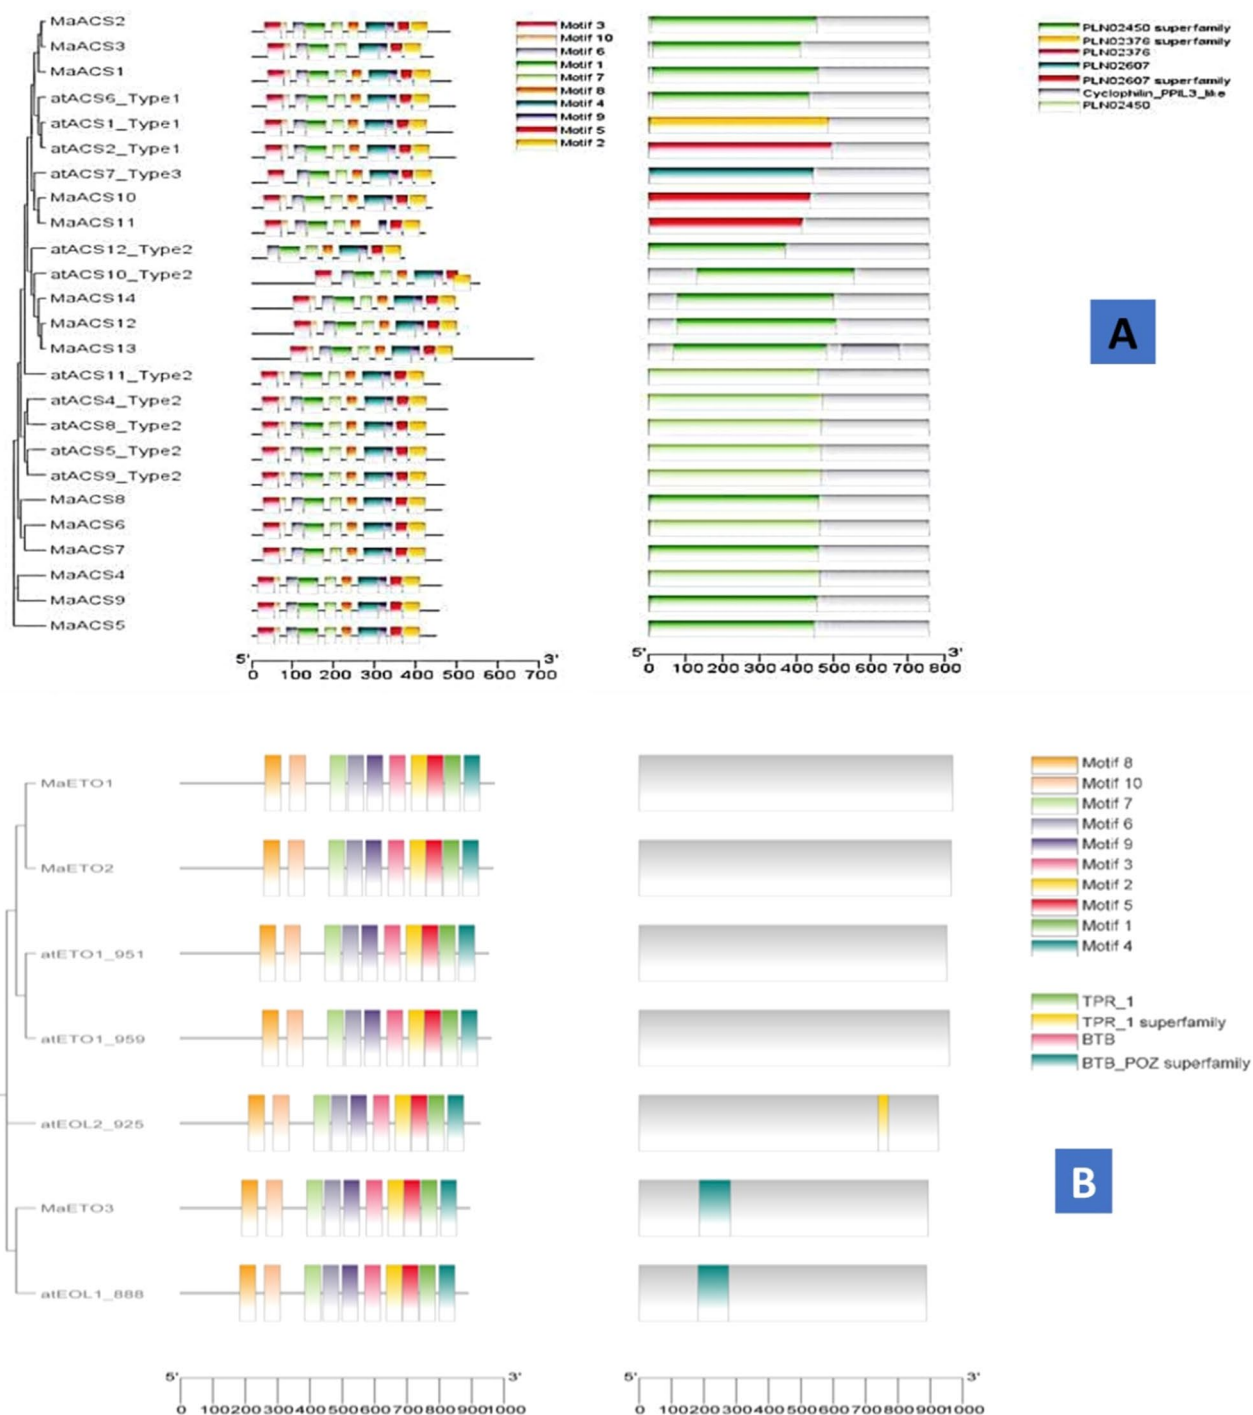 MaACS2
MaACS3
MaACS1
atACS6_Type1
atACS1_Type1
atACS2_Type1
atACS7_Type3
MaACS10
MaACS11
atACS12_Type2
atACS10_Type2
MaACS14
MaACS12
MaACS13
atACS11_Type2
atACS4_Type2
atACS8_Type2
atACS5_Type2
atACS9_Type2
MaACS8
MaACS6
MaACS7
MaACS4
MaACS9
MaACS5
Motif 3
Motif 10
Motif 6
Motif 1
Motif 7
Motif 8
Motif 4
Motif 9
Motif 5
Motif 2
PLN02450 superfamily
PLN02376 superfamily
PLN02376
PLN02607
PLN02607 superfamily
Cyclophilin_PPIL3_like
PLN02450
A
5' 3'
0 100 200 300 400 500 600 700
5' 3'
0 100 200 300 400 500 600 700 800
MaETO1
MaETO2
atETO1_951
atETO1_959
atEOL2_925
MaETO3
atEOL1_888
Motif 8
Motif 10
Motif 7
Motif 6
Motif 9
Motif 3
Motif 2
Motif 5
Motif 1
Motif 4
TPR_1
TPR_1 superfamily
BTB
BTB_POZ superfamily
B
5' 3'
0 100 200 300 400 500 600 700 800 900 1000
5' 3'
0 100 200 300 400 500 600 700 800 900 1000